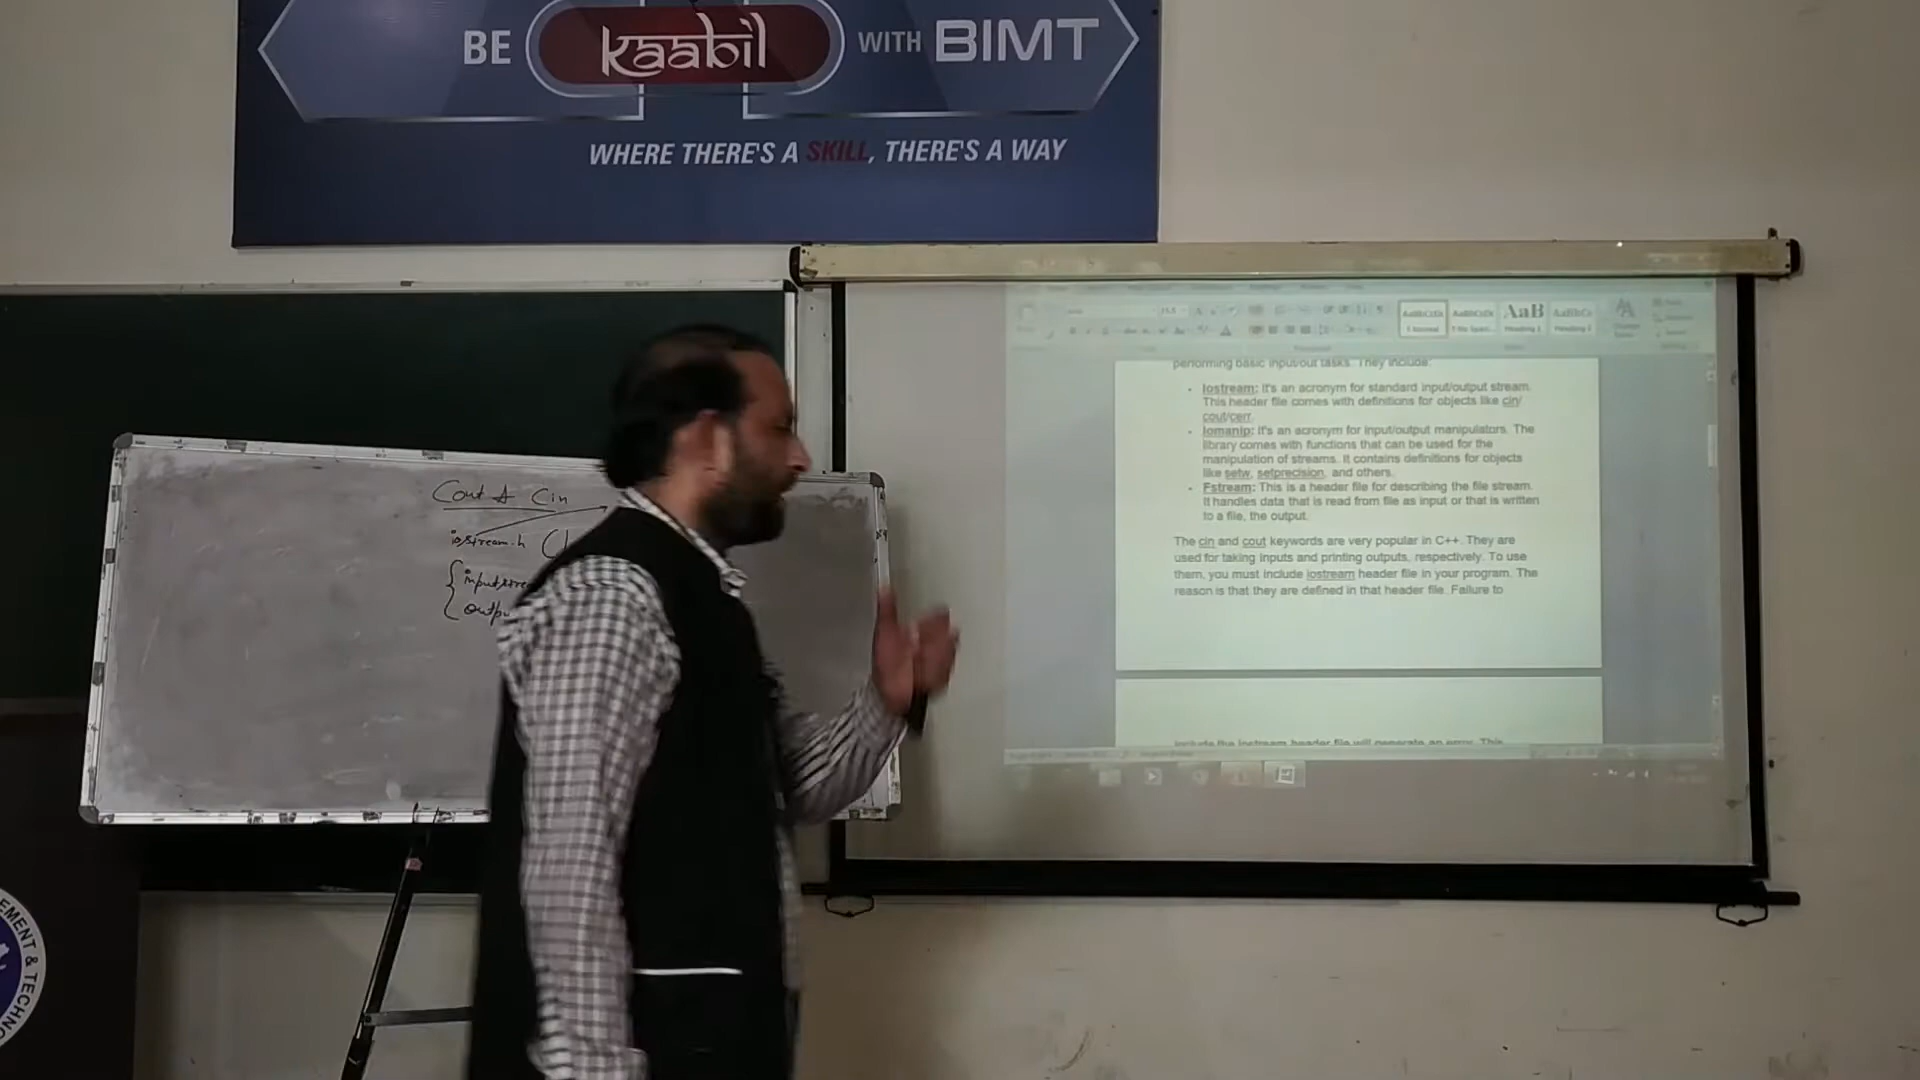 BE kaabil WITH BIMT
WHERE THERE'S A SKILL, THERE'S A WAY
Cout & Cin
iostream.h
input
outpu
AaBbCcDc AaBbCcDc AaB AaBbCc
performing basic input/out tasks. They include:
• Iostream: it's an acronym for standard input/output stream.
This header file comes with definitions for objects like cin/
cout/cerr.
• Iomanip: it's an acronym for input/output manipulators. The
library comes with functions that can be used for the
manipulation of streams. It contains definitions for objects
like setw, setprecision, and others.
• Fstream: This is a header file for describing the file stream.
It handles data that is read from file as input or that is written
to a file, the output.
The cin and cout keywords are very popular in C++. They are
used for taking inputs and printing outputs, respectively. To use
them, you must include iostream header file in your program. The
reason is that they are defined in that header file. Failure to
include the iostream header file will generate an error. This
EMENT & TECHNO